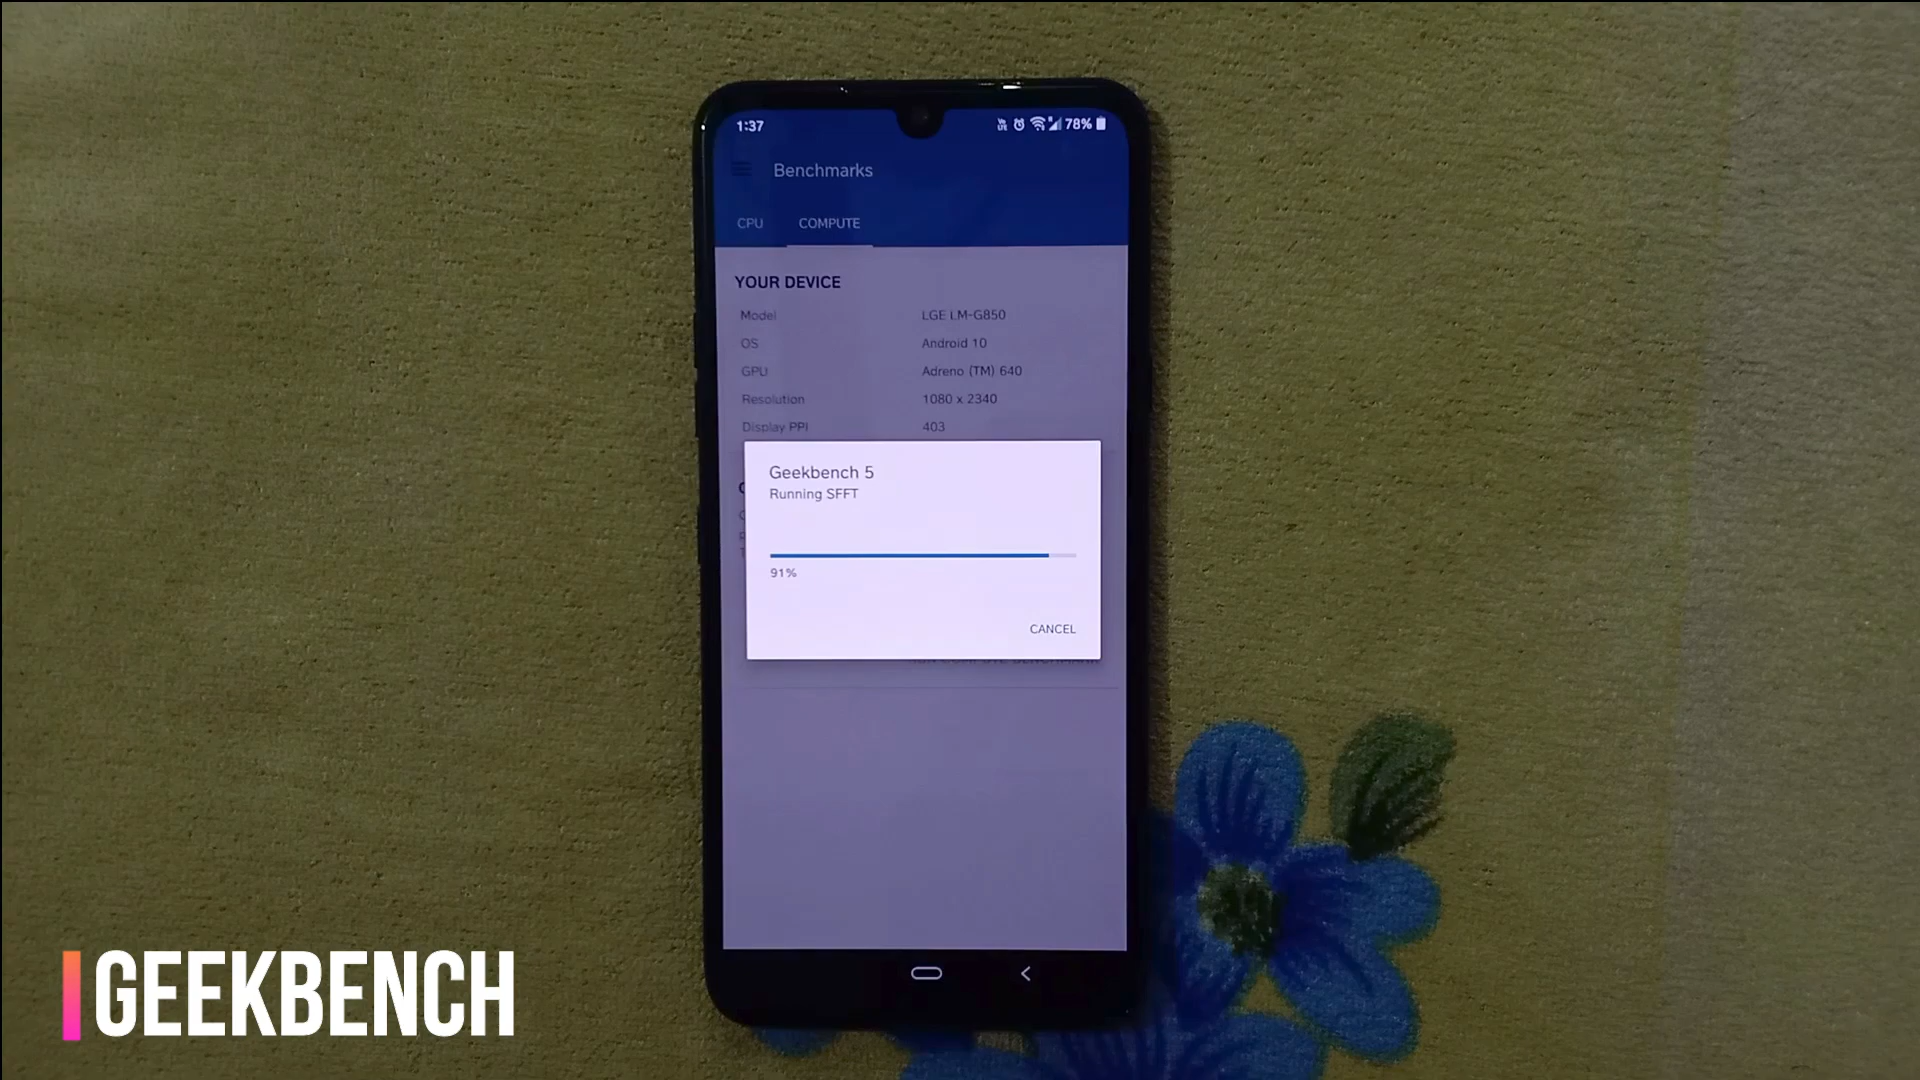 1:37
78%
Benchmarks
CPU COMPUTE
YOUR DEVICE
Model LGE LM-G850
OS Android 10
GPU Adreno (TM) 640
Resolution 1080 x 2340
Display PPI 403
Geekbench 5
Running SFFT
91%
CANCEL
GEEKBENCH